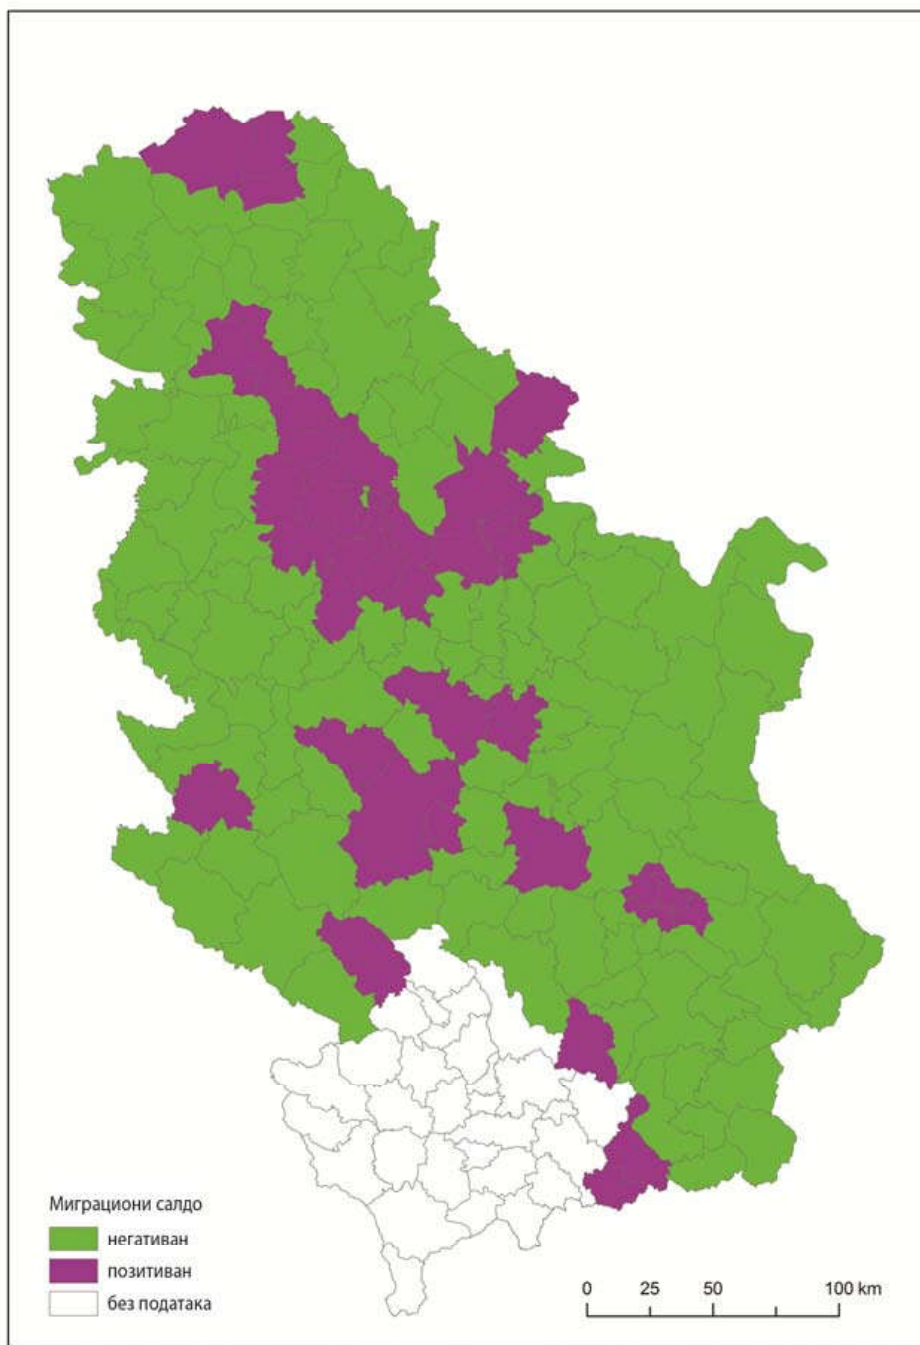 Миграциони салдо
негативан
позитиван
без података
0 25 50 100 km